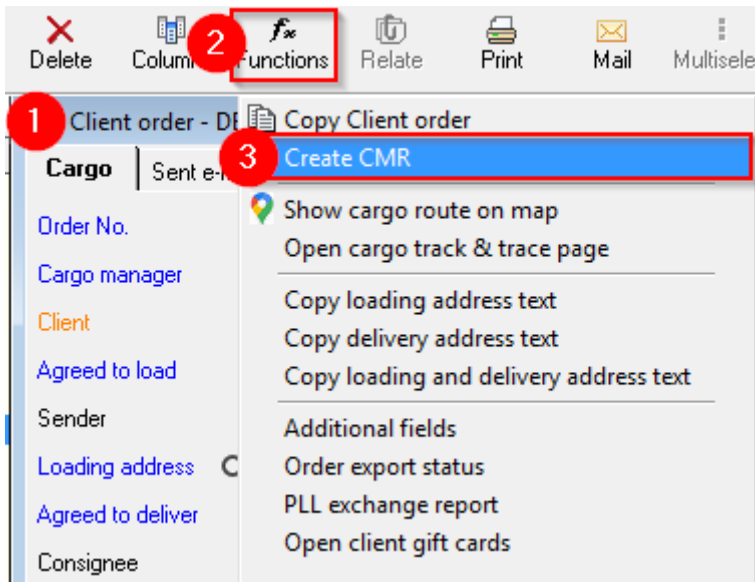 Delete
Colum
2
Functions
Relate
Print
Mail
Multisele
1
Client order - DE
Copy Client order
Cargo
Sent e-
3
Create CMR
Order No.
Show cargo route on map
Cargo manager
Open cargo track & trace page
Client
Copy loading address text
Agreed to load
Copy delivery address text
Copy loading and delivery address text
Sender
Additional fields
Loading address
Order export status
Agreed to deliver
PLL exchange report
Consignee
Open client gift cards